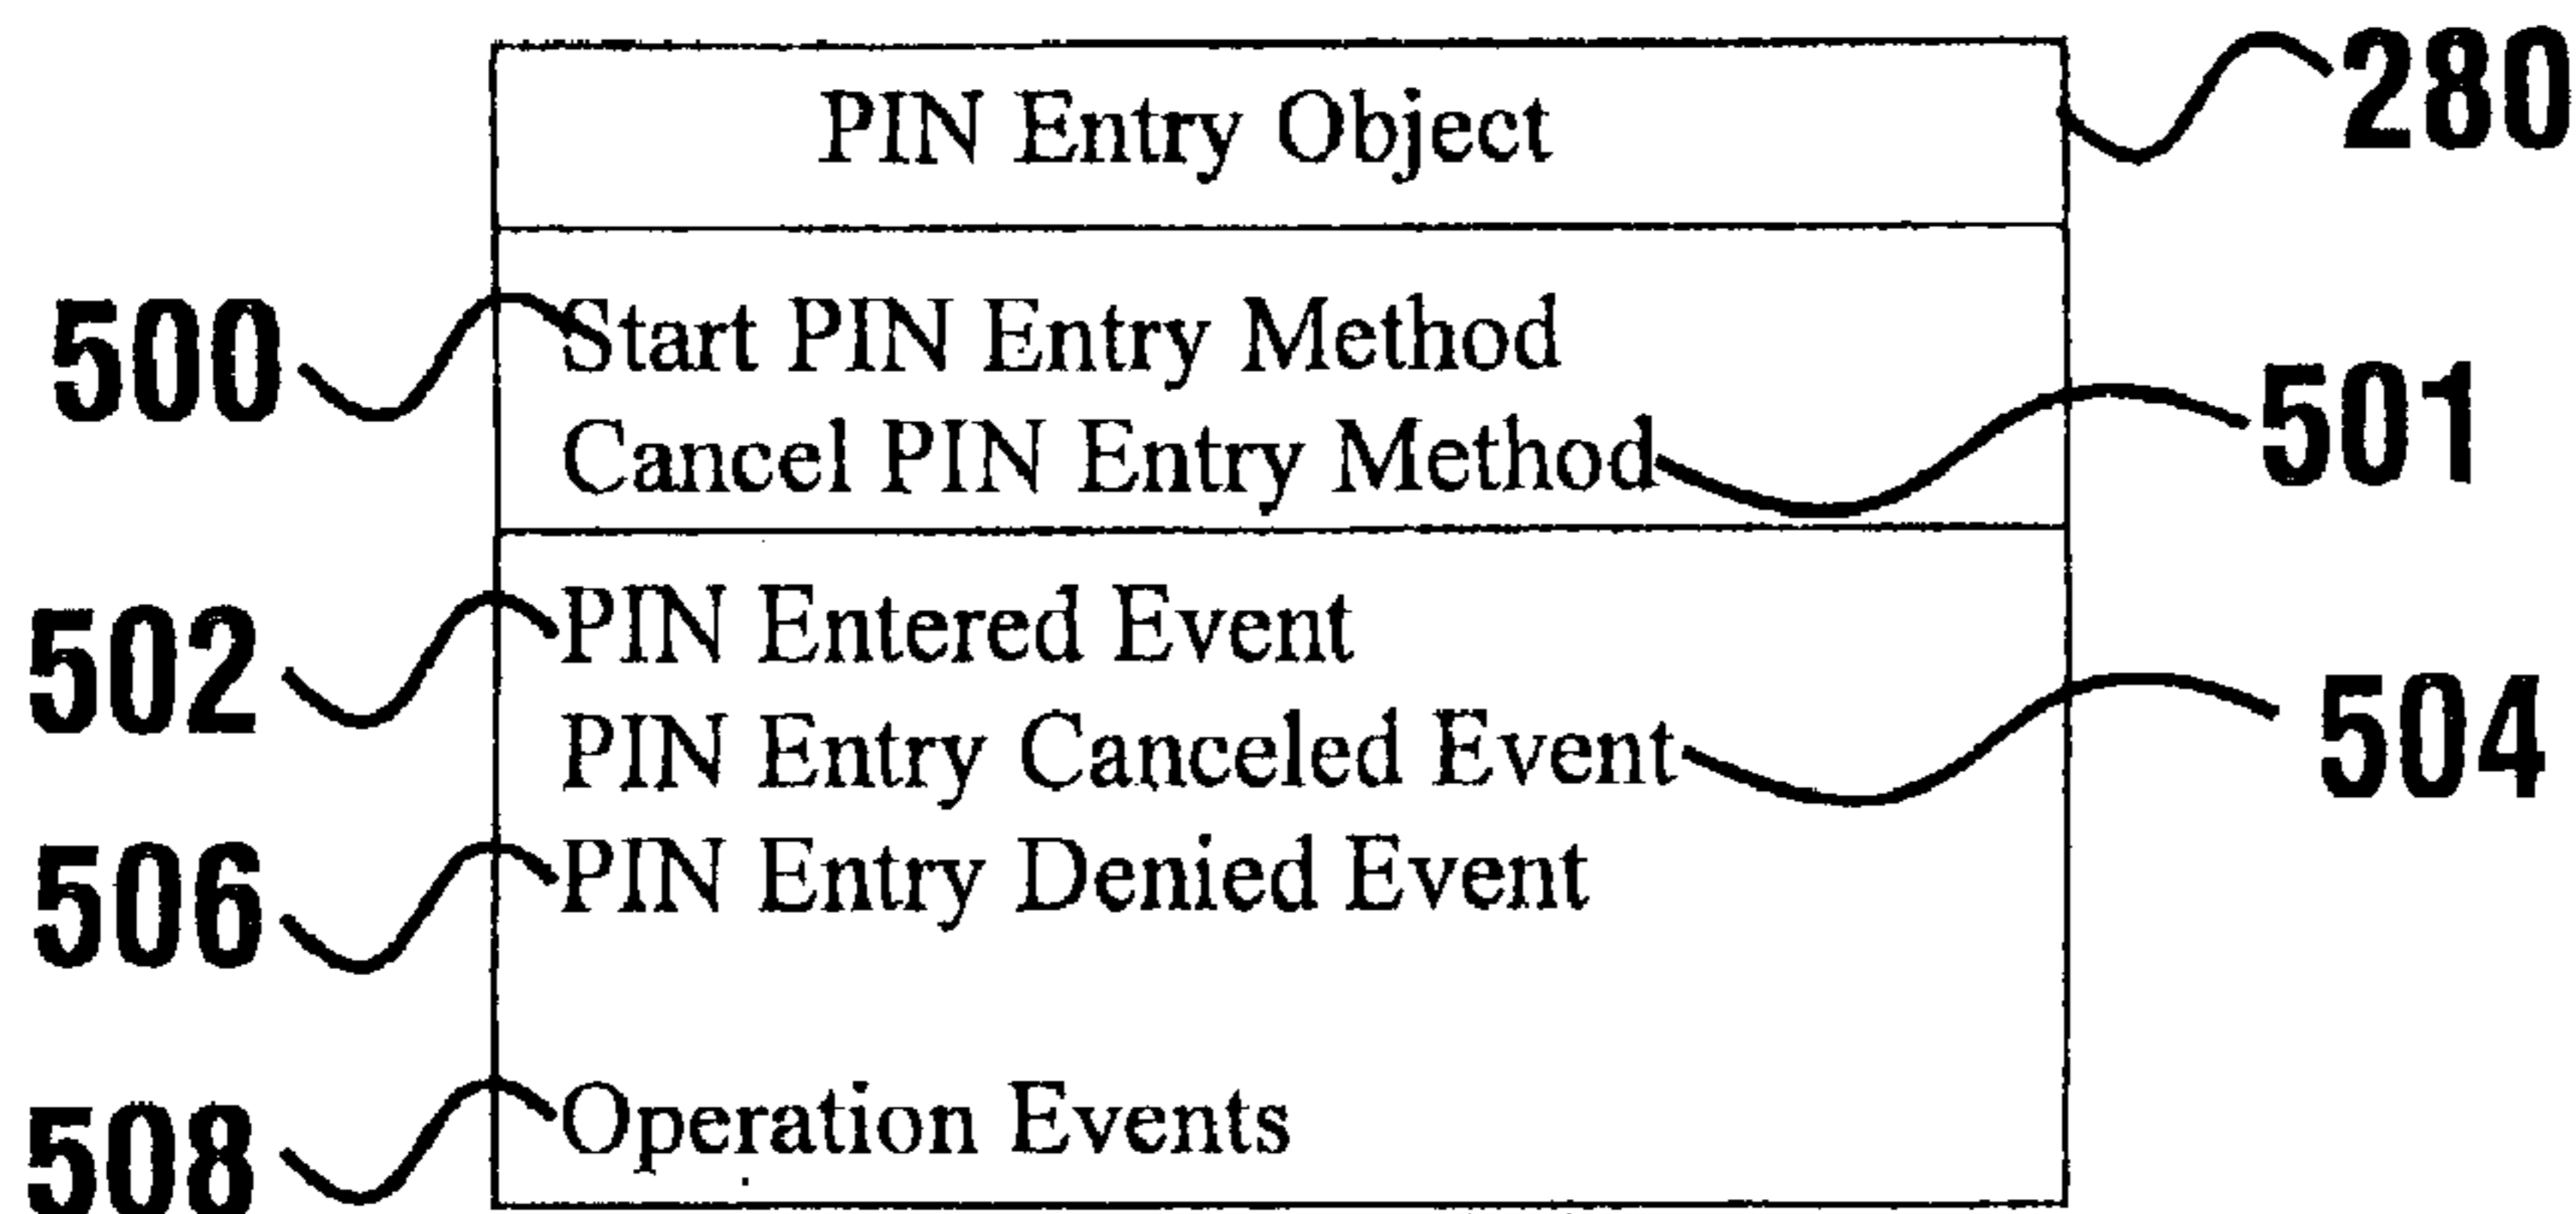 PIN Entry Object
280
500
Start PIN Entry Method
501
Cancel PIN Entry Method
502
PIN Entered Event
PIN Entry Canceled Event
504
506
PIN Entry Denied Event
508
Operation Events